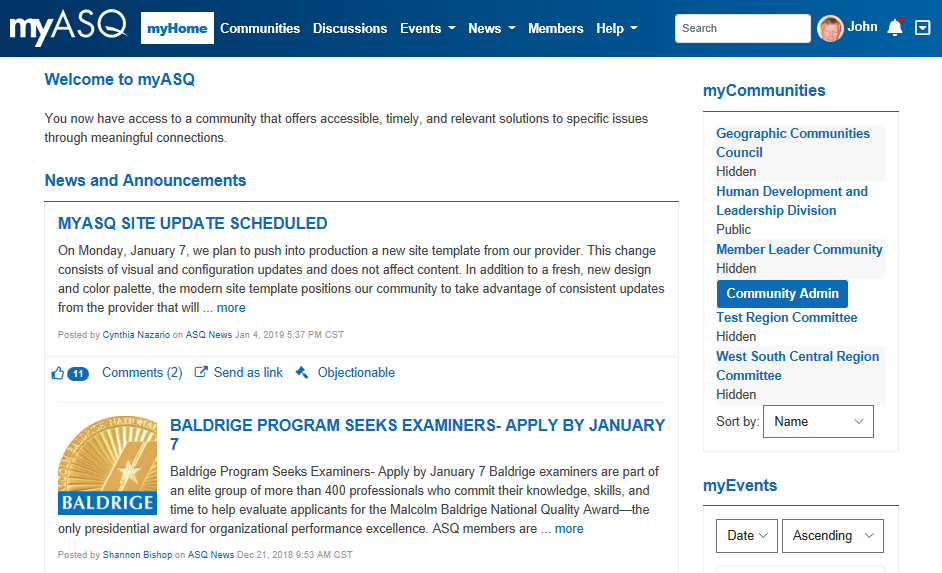 myASQ myHome Communities Discussions Events News Members Help Search John
Welcome to myASQ
You now have access to a community that offers accessible, timely, and relevant solutions to specific issues
through meaningful connections.
News and Announcements
MYASQ SITE UPDATE SCHEDULED
On Monday, January 7, we plan to push into production a new site template from our provider. This change
consists of visual and configuration updates and does not affect content. In addition to a fresh, new design
and color palette, the modern site template positions our community to take advantage of consistent updates
from the provider that will ... more
Posted by Cynthia Nazario on ASQ News Jan 4, 2019 5:37 PM CST
11 Comments (2) Send as link Objectionable
BALDRIGE NATIONAL
BALDRIGE
BALDRIGE PROGRAM SEEKS EXAMINERS- APPLY BY JANUARY
7
Baldrige Program Seeks Examiners- Apply by January 7 Baldrige examiners are part of
an elite group of more than 400 professionals who commit their knowledge, skills, and
time to help evaluate applicants for the Malcolm Baldrige National Quality Award—the
only presidential award for organizational performance excellence. ASQ members are ... more
Posted by Shannon Bishop on ASQ News Dec 21, 2018 9:53 AM CST
myCommunities
Geographic Communities
Council
Hidden
Human Development and
Leadership Division
Public
Member Leader Community
Hidden
Community Admin
Test Region Committee
Hidden
West South Central Region
Committee
Hidden
Sort by: Name
myEvents
Date Ascending